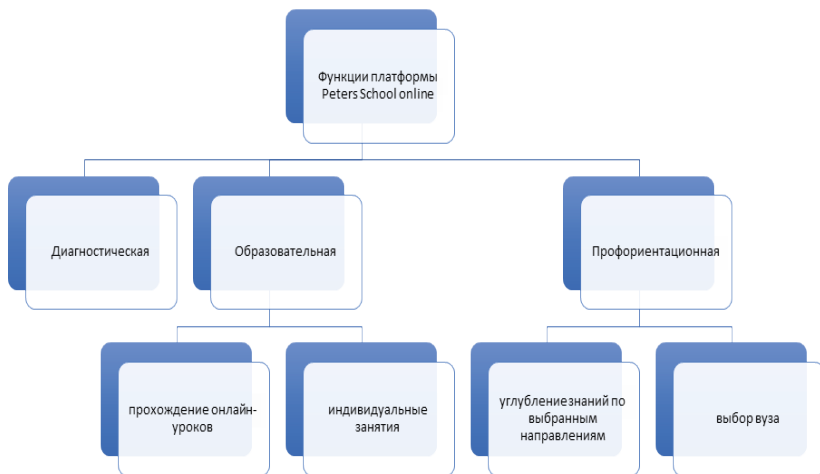 Функции платформы
Peters School online
Диагностическая
Образовательная
Профориентационная
прохождение онлайн-
уроков
индивидуальные
занятия
углубление знаний по
выбранным
направлениям
выбор вуза